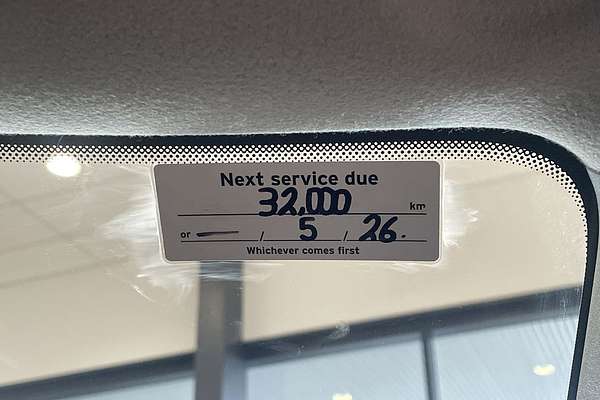 Next service due
32,000 km
or — / 5 / 26.
Whichever comes first